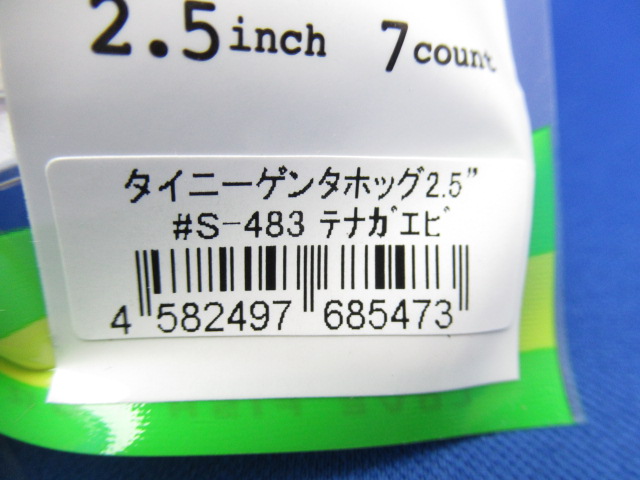 2.5inch 7count
タイニーゲンタホッグ2.5”
#S-483 テナガエビ
4 582497 685473